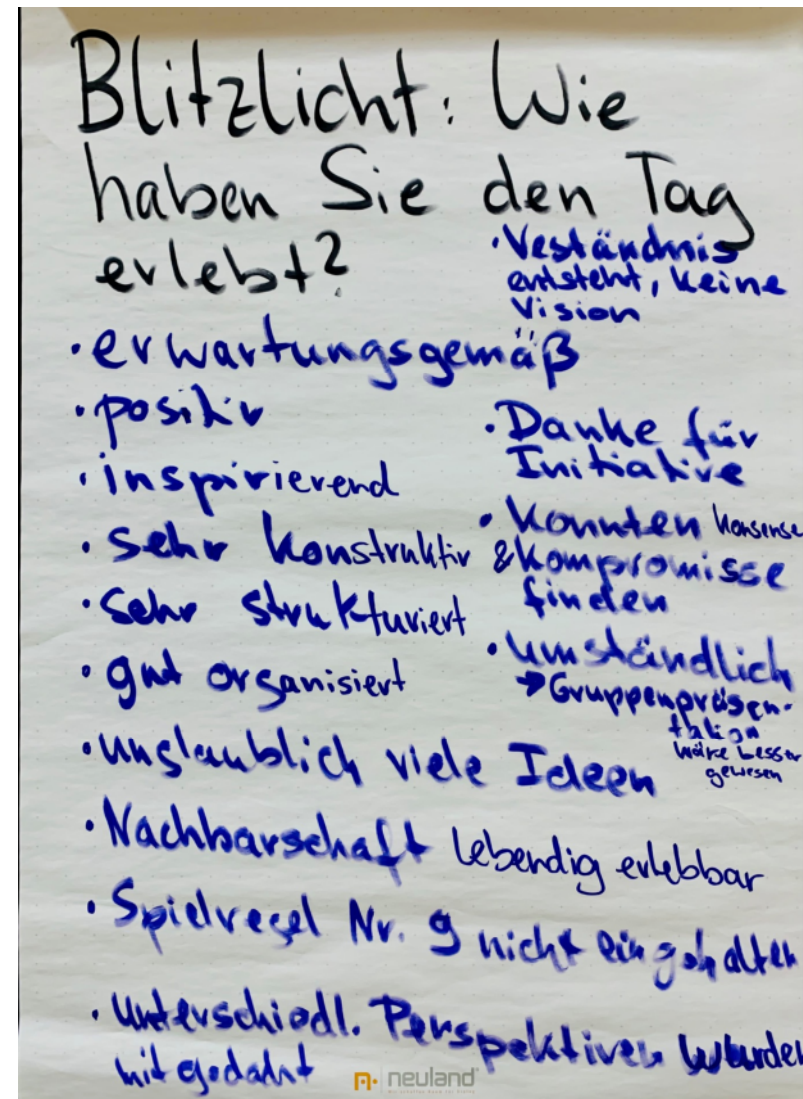 Blitzlicht: Wie
haben Sie den Tag
erlebt?
• erwartungsgemäß
• positiv
• inspirierend
• sehr konstruktiv
• Sehr strukturiert
• gut organisiert
• unglaublich viele Ideen
• Nachbarschaft lebendig erlebbar
• Spielregel Nr. 9 nicht eingehalten
• Unterschiedl. Perspektiven wurden
mitgedaht
• Veständnis
entsteht, keine
Vision
• Danke für
Initiative
• Konnten Konsense
& Kompromisse
finden
• umständlich
→ Gruppenpräsen-
tation
wäre besser
gewesen
neuland